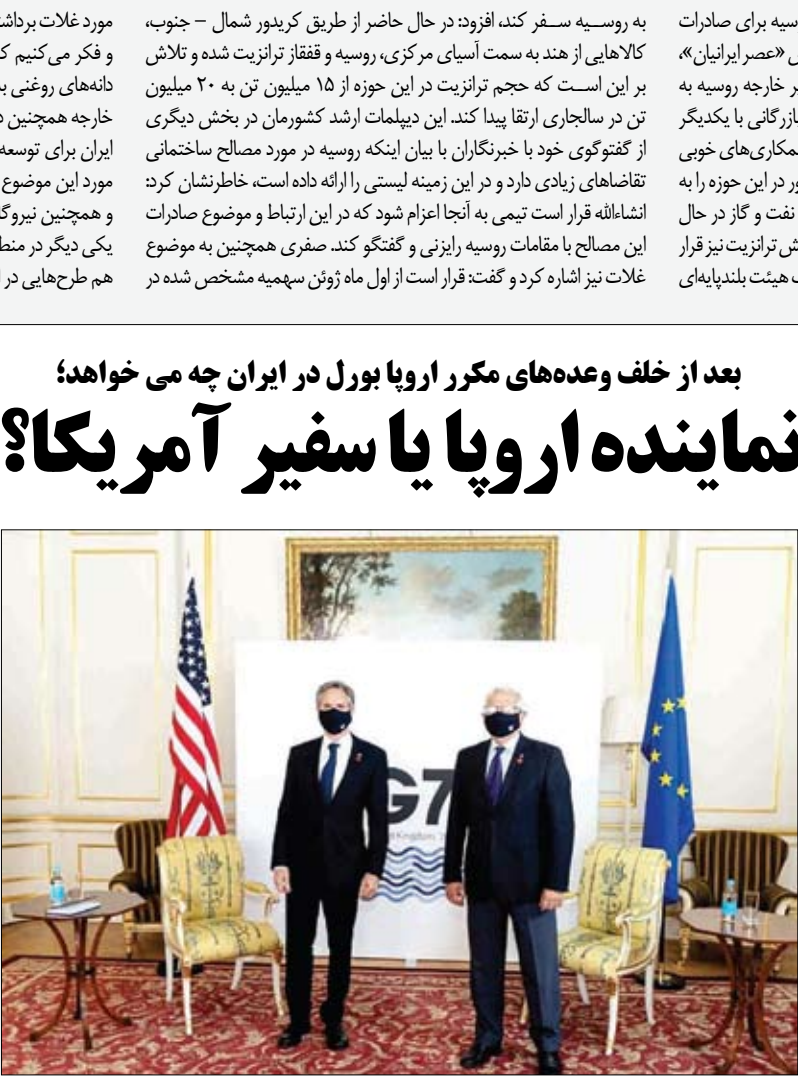 سیه برای صادرات
«عصر ایرانیان»،
ر خارجه روسیه به
بازرگانی با یکدیگر
همکاری‌های خوبی
ور در این حوزه را به
نفت و گاز در حال
ش ترانزیت نیز قرار
هیئت بلندپایه‌ای
به روسیه سفر کند، افزود: در حال حاضر از طریق کریدور شمال – جنوب،
کالاهایی از هند به سمت آسیای مرکزی، روسیه و قفقاز ترانزیت شده و تلاش
بر این است که حجم ترانزیت در این حوزه از ۱۵ میلیون تن به ۲۰ میلیون
تن در سالجاری ارتقا پیدا کند. این دیپلمات ارشد کشورمان در بخش دیگری
از گفتوگوی خود با خبرنگاران با بیان اینکه روسیه در مورد مصالح ساختمانی
تقاضاهای زیادی دارد و در این زمینه لیستی را ارائه داده است، خاطرنشان کرد:
انشاءالله قرار است تیمی به آنجا اعزام شود که در این ارتباط و موضوع صادرات
این مصالح با مقامات روسیه رایزنی و گفتگو کند. صفری همچنین به موضوع
غلات نیز اشاره کرد و گفت: قرار است از اول ماه ژوئن سهمیه مشخص شده در
مورد غلات برداش
و فکر می‌کنیم ک
دانه‌های روغنی ب
خارجه همچنین د
ایران برای توسعه
مورد این موضوع
و همچنین نیروگا
یکی دیگر در منط
هم طرح‌هایی در
بعد از خلف وعده‌های مکرر اروپا بورل در ایران چه می خواهد؛
نماینده اروپا یا سفیر آمریکا؟
G7
Kingdom